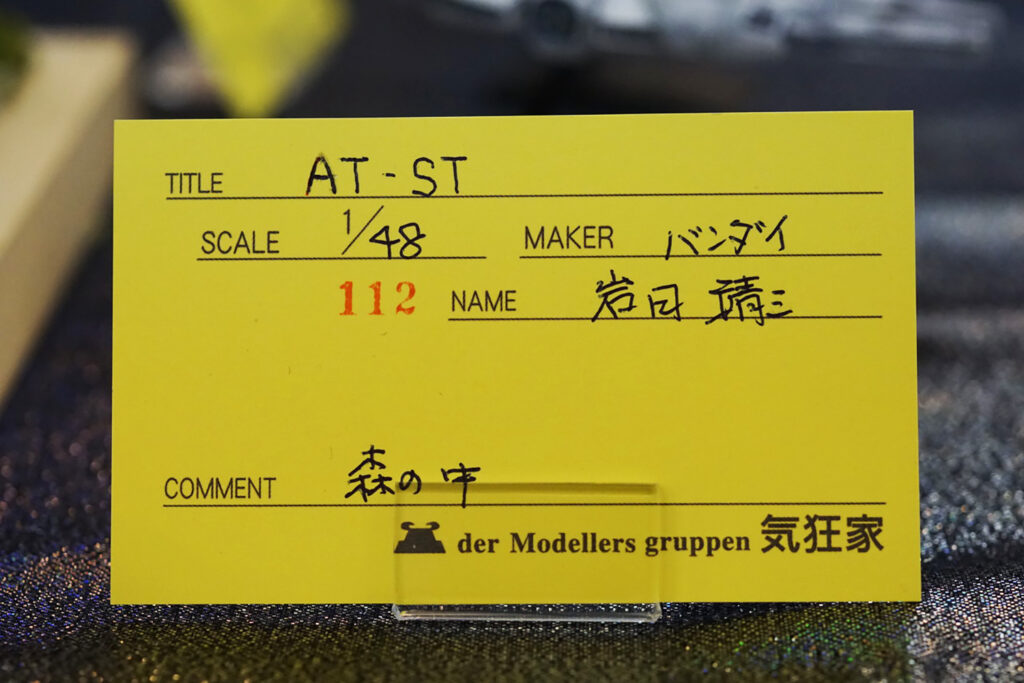 TITLE AT-ST
SCALE 1/48 MAKER バンダイ
112 NAME 岩田 靖三
COMMENT 森の中
der Modellers gruppen 気狂家